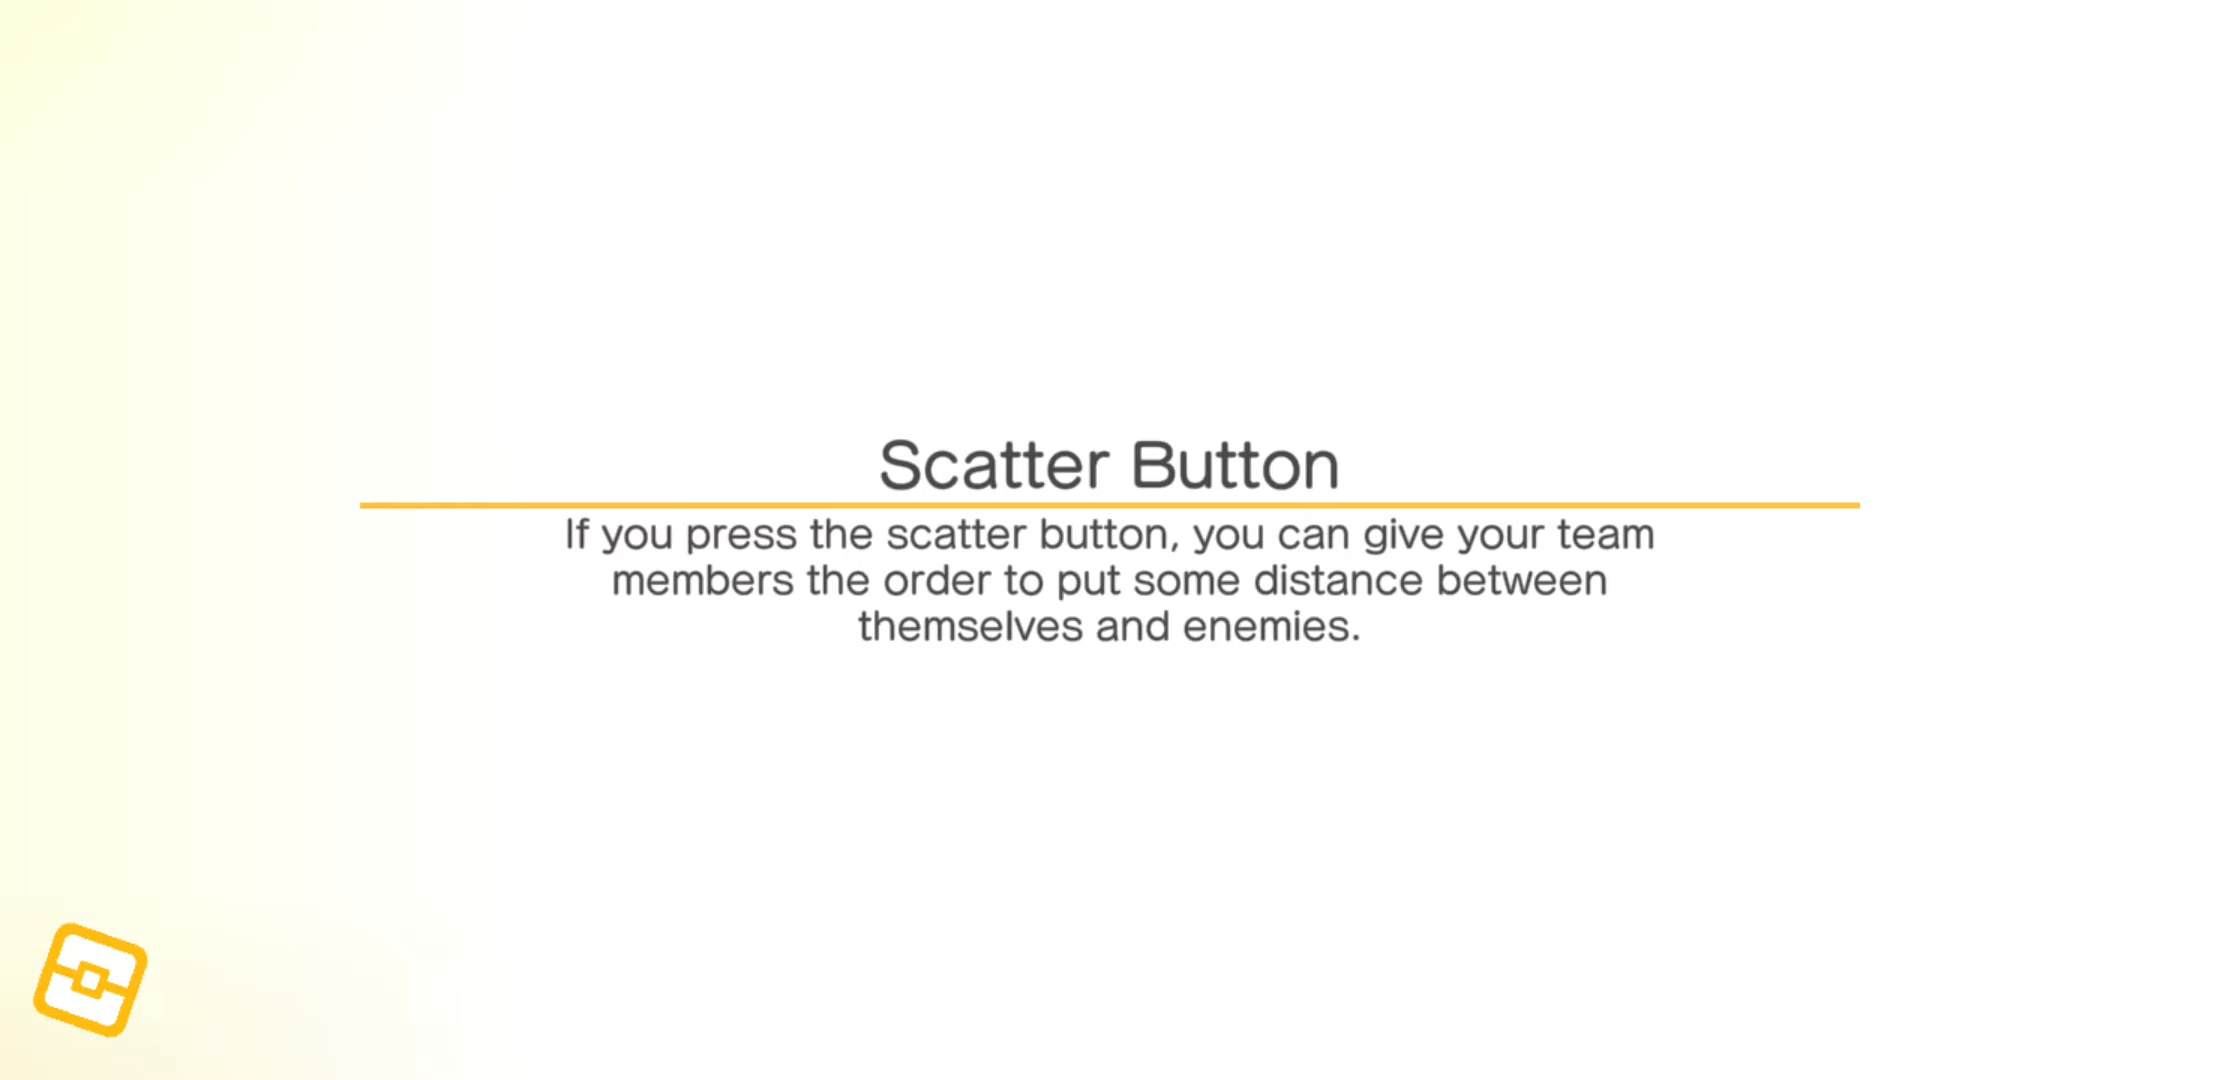 Scatter Button
If you press the scatter button, you can give your team
members the order to put some distance between
themselves and enemies.